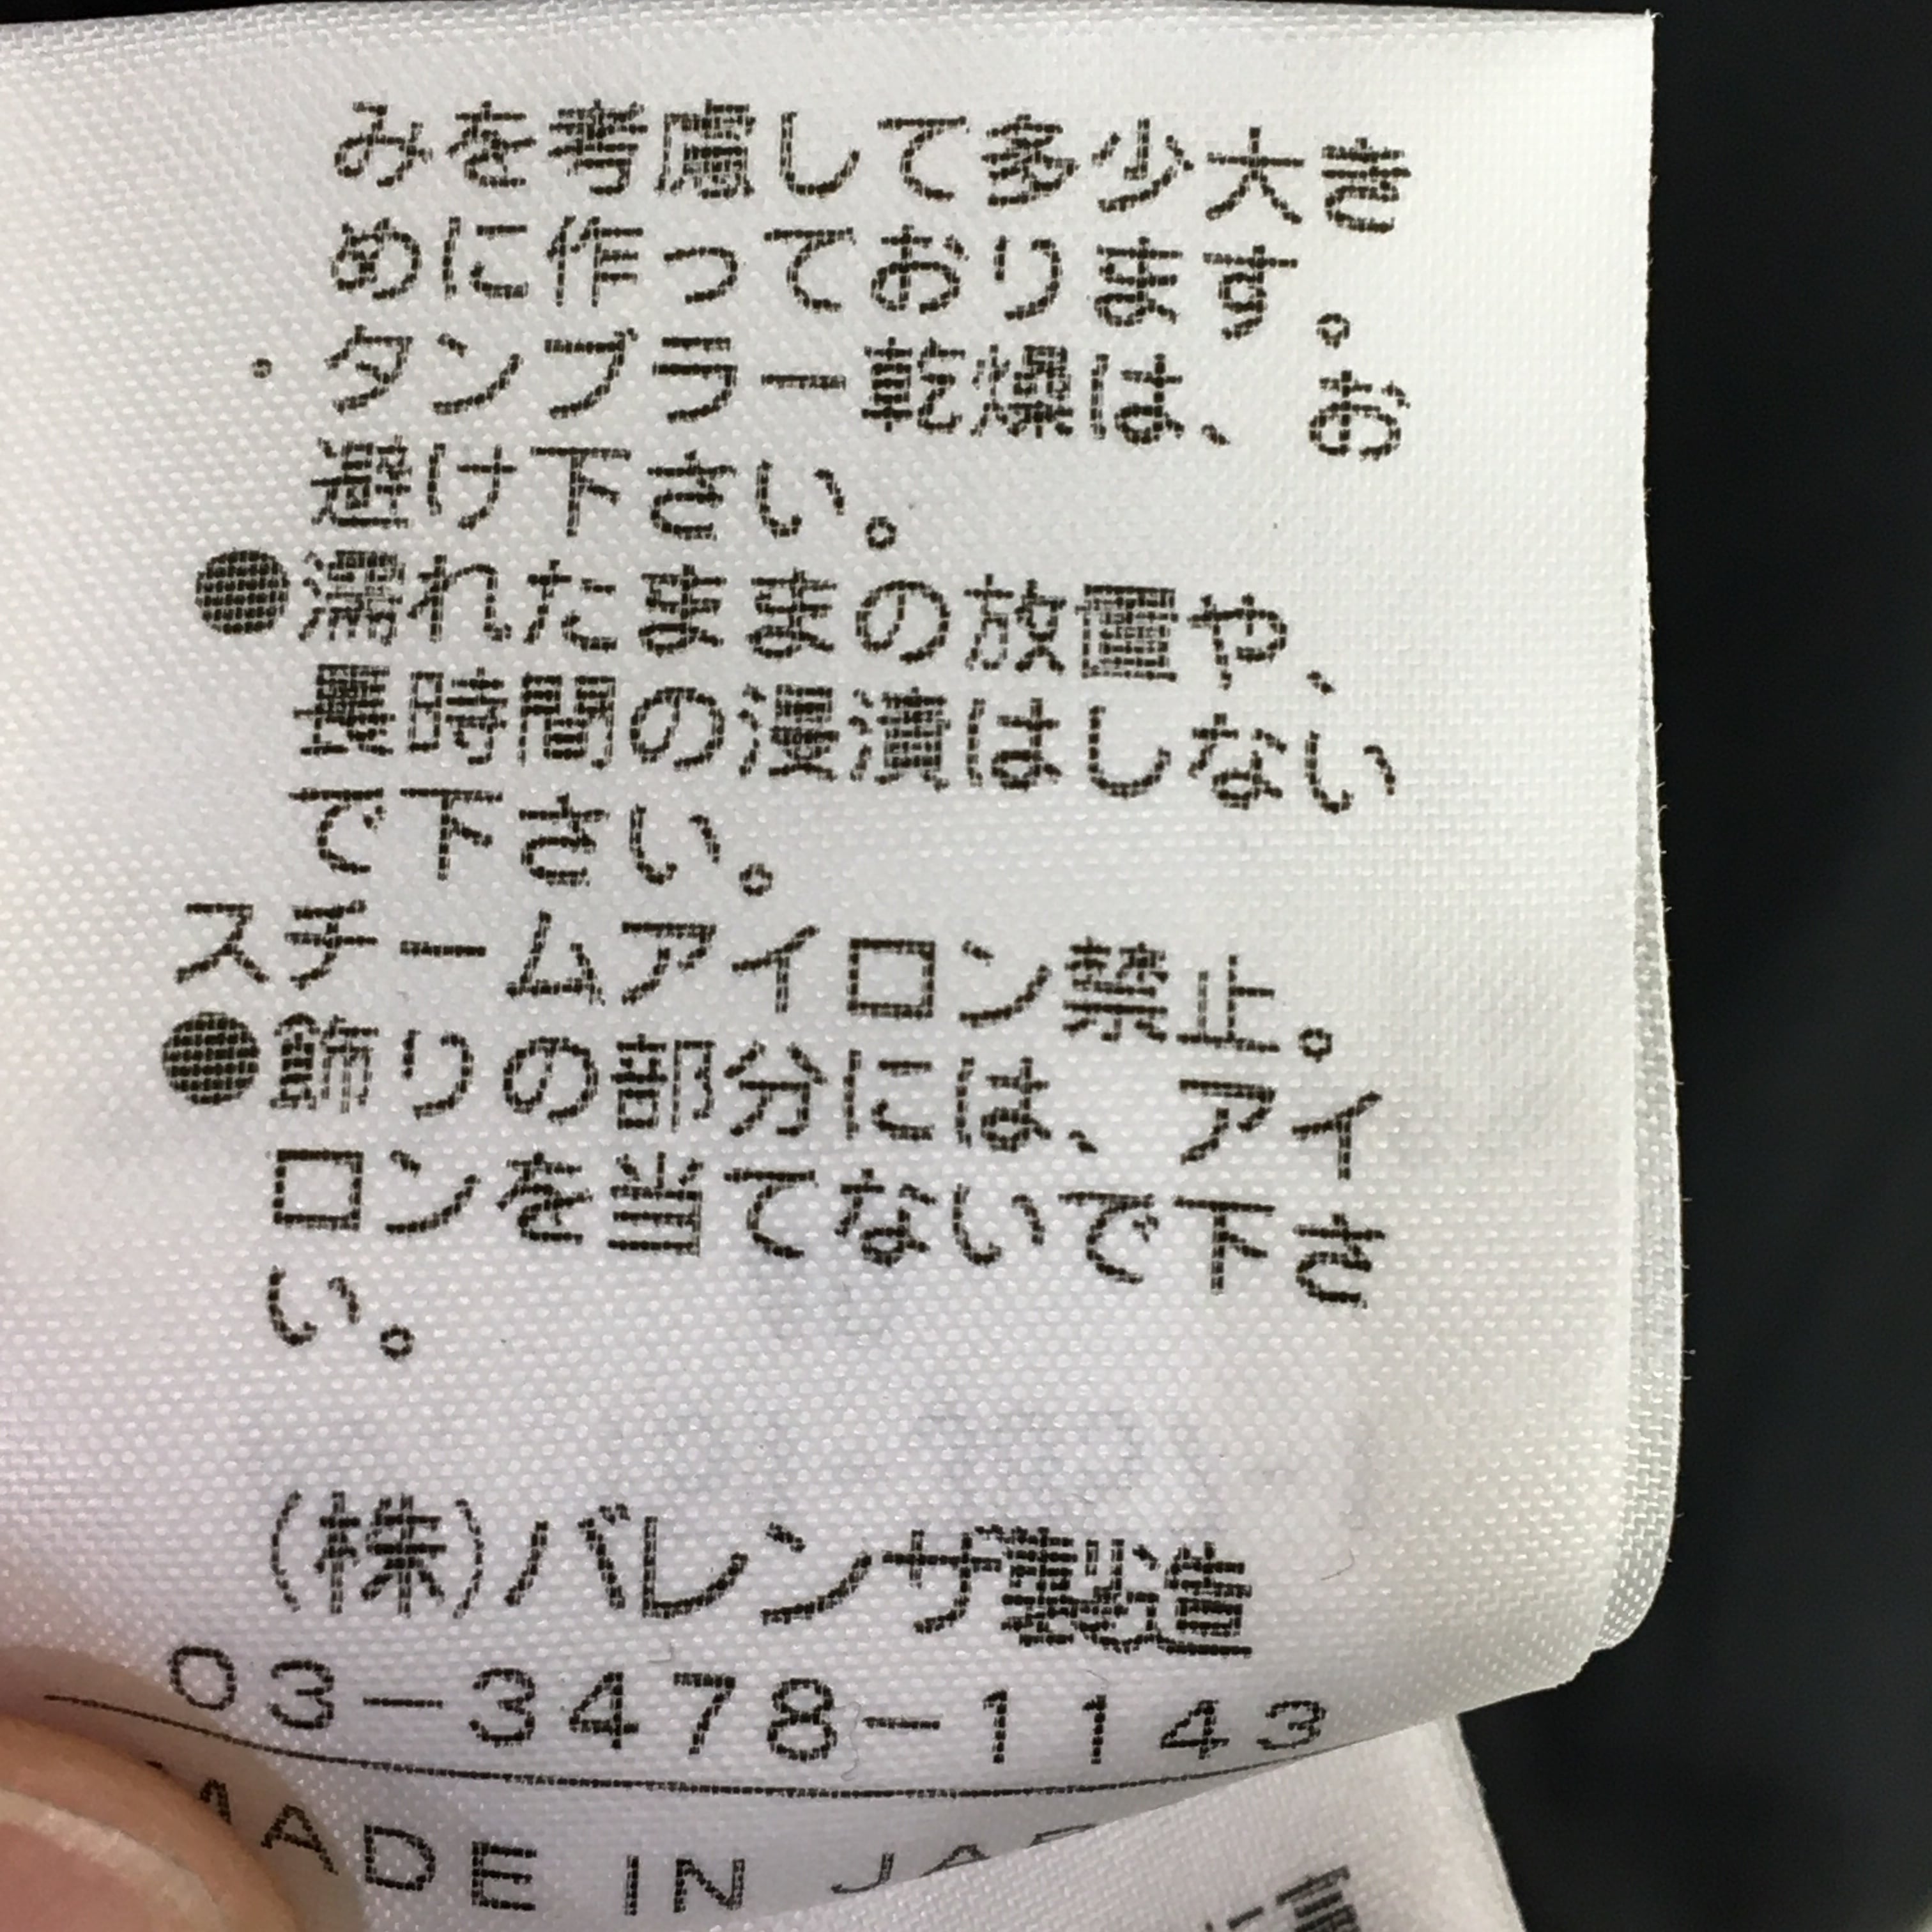 みを考慮して多少大き
めに作っております。
・タンブラー乾燥は、お
避け下さい。
●濡れたままの放置や、
長時間の浸漬はしない
で下さい。
スチームアイロン禁止。
●飾りの部分には、アイ
ロンを当てないで下さ
い。
(株)バレンザ製造
03-3478-1143
MADE IN JAP